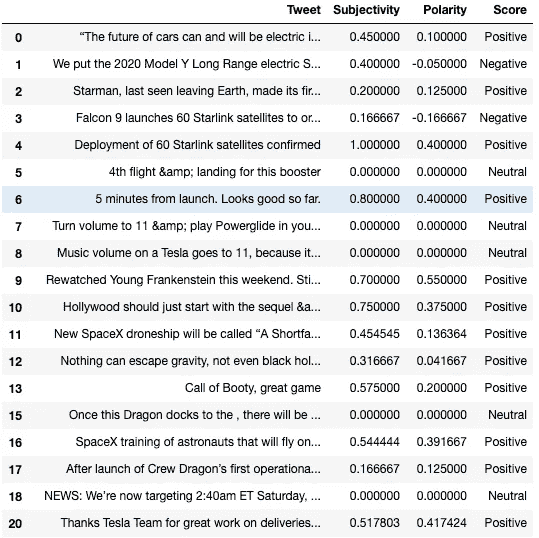 Tweet Subjectivity Polarity Score
0 “The future of cars can and will be electric i... 0.450000 0.100000 Positive
1 We put the 2020 Model Y Long Range electric S... 0.400000 -0.050000 Negative
2 Starman, last seen leaving Earth, made its fir... 0.200000 0.125000 Positive
3 Falcon 9 launches 60 Starlink satellites to or... 0.166667 -0.166667 Negative
4 Deployment of 60 Starlink satellites confirmed 1.000000 0.400000 Positive
5 4th flight &amp; landing for this booster 0.000000 0.000000 Neutral
6 5 minutes from launch. Looks good so far. 0.800000 0.400000 Positive
7 Turn volume to 11 &amp; play Powerglide in you... 0.000000 0.000000 Neutral
8 Music volume on a Tesla goes to 11, because it... 0.000000 0.000000 Neutral
9 Rewatched Young Frankenstein this weekend. Sti... 0.700000 0.550000 Positive
10 Hollywood should just start with the sequel &a... 0.750000 0.375000 Positive
11 New SpaceX droneship will be called “A Shortfa... 0.454545 0.136364 Positive
12 Nothing can escape gravity, not even black hol... 0.316667 0.041667 Positive
13 Call of Booty, great game 0.575000 0.200000 Positive
15 Once this Dragon docks to the , there will be ... 0.000000 0.000000 Neutral
16 SpaceX training of astronauts that will fly on... 0.544444 0.391667 Positive
17 After launch of Crew Dragon’s first operationa... 0.166667 0.125000 Positive
18 NEWS: We’re now targeting 2:40am ET Saturday, ... 0.000000 0.000000 Neutral
20 Thanks Tesla Team for great work on deliveries... 0.517803 0.417424 Positive